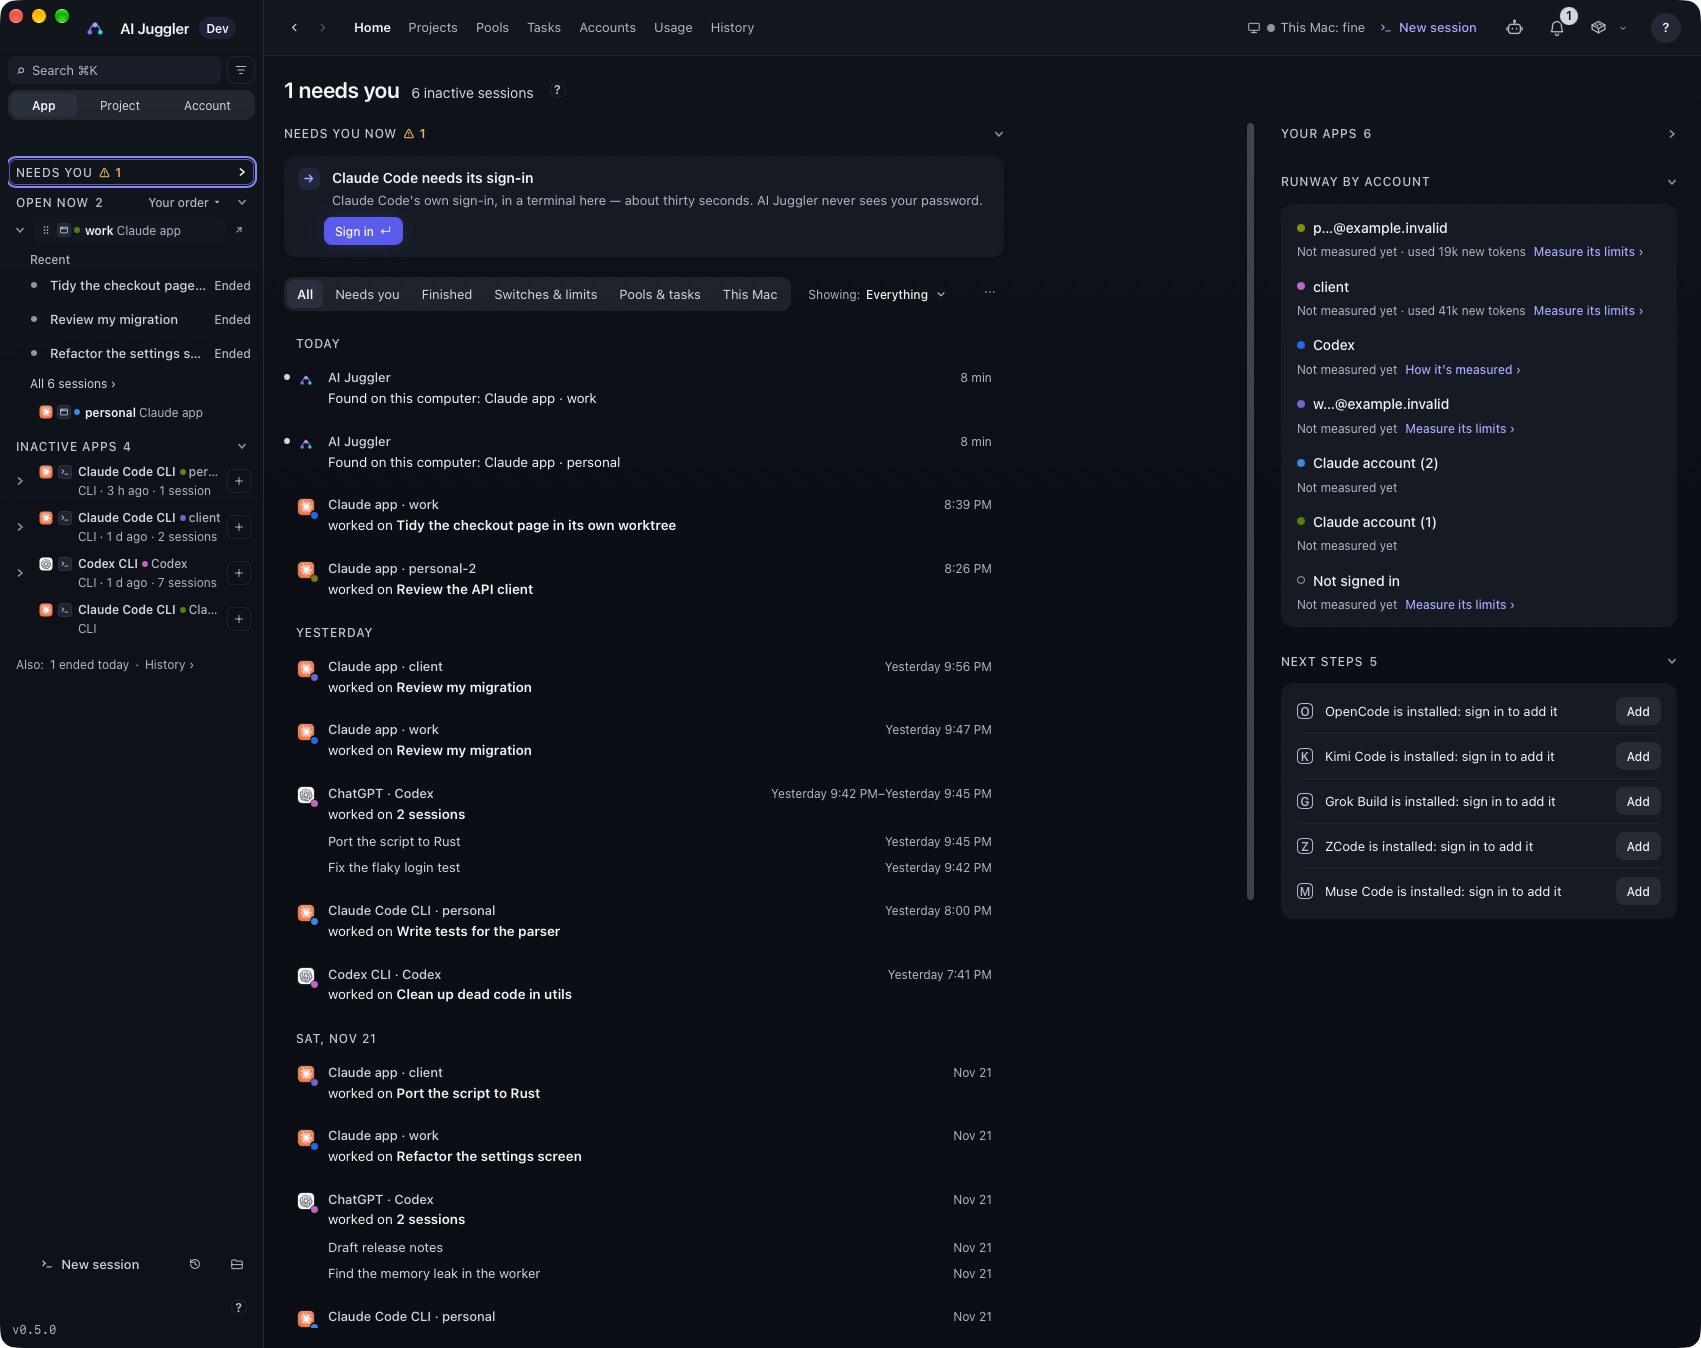 AI Juggler Dev
Search ⌘K
App Project Account
NEEDS YOU 1
OPEN NOW 2 Your order
work Claude app
Recent
Tidy the checkout page... Ended
Review my migration Ended
Refactor the settings s... Ended
All 6 sessions ›
personal Claude app
INACTIVE APPS 4
Claude Code CLI per...
CLI · 3 h ago · 1 session
Claude Code CLI client
CLI · 1 d ago · 2 sessions
Codex CLI Codex
CLI · 1 d ago · 7 sessions
Claude Code CLI Cla...
CLI
Also: 1 ended today · History ›
New session
?
v0.5.0
Home Projects Pools Tasks Accounts Usage History
This Mac: fine New session 1 ?
1 needs you 6 inactive sessions ?
NEEDS YOU NOW 1
Claude Code needs its sign-in
Claude Code's own sign-in, in a terminal here — about thirty seconds. AI Juggler never sees your password.
Sign in ↵
All Needs you Finished Switches & limits Pools & tasks This Mac Showing: Everything ...
TODAY
AI Juggler 8 min
Found on this computer: Claude app · work
AI Juggler 8 min
Found on this computer: Claude app · personal
Claude app · work 8:39 PM
worked on Tidy the checkout page in its own worktree
Claude app · personal-2 8:26 PM
worked on Review the API client
YESTERDAY
Claude app · client Yesterday 9:56 PM
worked on Review my migration
Claude app · work Yesterday 9:47 PM
worked on Review my migration
ChatGPT · Codex Yesterday 9:42 PM–Yesterday 9:45 PM
worked on 2 sessions
Port the script to Rust Yesterday 9:45 PM
Fix the flaky login test Yesterday 9:42 PM
Claude Code CLI · personal Yesterday 8:00 PM
worked on Write tests for the parser
Codex CLI · Codex Yesterday 7:41 PM
worked on Clean up dead code in utils
SAT, NOV 21
Claude app · client Nov 21
worked on Port the script to Rust
Claude app · work Nov 21
worked on Refactor the settings screen
ChatGPT · Codex Nov 21
worked on 2 sessions
Draft release notes Nov 21
Find the memory leak in the worker Nov 21
Claude Code CLI · personal Nov 21
YOUR APPS 6
RUNWAY BY ACCOUNT
p...@example.invalid
Not measured yet · used 19k new tokens Measure its limits ›
client
Not measured yet · used 41k new tokens Measure its limits ›
Codex
Not measured yet How it's measured ›
w...@example.invalid
Not measured yet Measure its limits ›
Claude account (2)
Not measured yet
Claude account (1)
Not measured yet
Not signed in
Not measured yet Measure its limits ›
NEXT STEPS 5
O OpenCode is installed: sign in to add it Add
K Kimi Code is installed: sign in to add it Add
G Grok Build is installed: sign in to add it Add
Z ZCode is installed: sign in to add it Add
M Muse Code is installed: sign in to add it Add